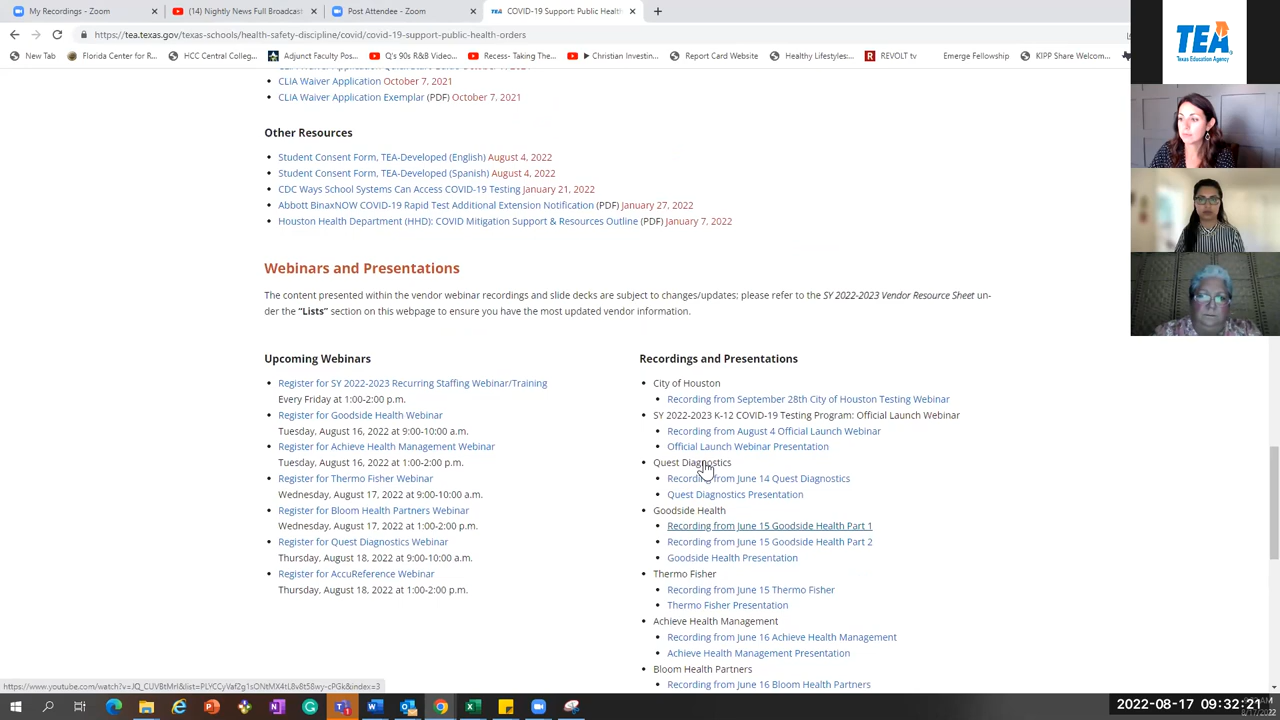 My Recordings - Zoom
(14) Nightly News Full Broadcast
Post Attendee - Zoom
COVID-19 Support: Public Health
https://tea.texas.gov/texas-schools/health-safety-discipline/covid/covid-19-support-public-health-orders
New Tab
Florida Center for R...
HCC Central Colleg...
Adjunct Faculty Pos...
Q's 90s R&B Video...
Recess- Taking The...
Christian Investin...
Report Card Website
Healthy Lifestyles:...
REVOLT tv
Emerge Fellowship
KIPP Share Welcom...
TEA
Texas Education Agency
CLIA Waiver Application October 7, 2021
CLIA Waiver Application Exemplar (PDF) October 7, 2021
Other Resources
Student Consent Form, TEA-Developed (English) August 4, 2022
Student Consent Form, TEA-Developed (Spanish) August 4, 2022
CDC Ways School Systems Can Access COVID-19 Testing January 21, 2022
Abbott BinaxNOW COVID-19 Rapid Test Additional Extension Notification (PDF) January 27, 2022
Houston Health Department (HHD): COVID Mitigation Support & Resources Outline (PDF) January 7, 2022
Webinars and Presentations
The content presented within the vendor webinar recordings and slide decks are subject to changes/updates; please refer to the SY 2022-2023 Vendor Resource Sheet un-
der the “Lists” section on this webpage to ensure you have the most updated vendor information.
Upcoming Webinars
Register for SY 2022-2023 Recurring Staffing Webinar/Training
Every Friday at 1:00-2:00 p.m.
Register for Goodside Health Webinar
Tuesday, August 16, 2022 at 9:00-10:00 a.m.
Register for Achieve Health Management Webinar
Tuesday, August 16, 2022 at 1:00-2:00 p.m.
Register for Thermo Fisher Webinar
Wednesday, August 17, 2022 at 9:00-10:00 a.m.
Register for Bloom Health Partners Webinar
Wednesday, August 17, 2022 at 1:00-2:00 p.m.
Register for Quest Diagnostics Webinar
Thursday, August 18, 2022 at 9:00-10:00 a.m.
Register for AccuReference Webinar
Thursday, August 18, 2022 at 1:00-2:00 p.m.
Recordings and Presentations
City of Houston
Recording from September 28th City of Houston Testing Webinar
SY 2022-2023 K-12 COVID-19 Testing Program: Official Launch Webinar
Recording from August 4 Official Launch Webinar
Official Launch Webinar Presentation
Quest Diagnostics
Recording from June 14 Quest Diagnostics
Quest Diagnostics Presentation
Goodside Health
Recording from June 15 Goodside Health Part 1
Recording from June 15 Goodside Health Part 2
Goodside Health Presentation
Thermo Fisher
Recording from June 15 Thermo Fisher
Thermo Fisher Presentation
Achieve Health Management
Recording from June 16 Achieve Health Management
Achieve Health Management Presentation
Bloom Health Partners
Recording from June 16 Bloom Health Partners
2022-08-17 09:32:21